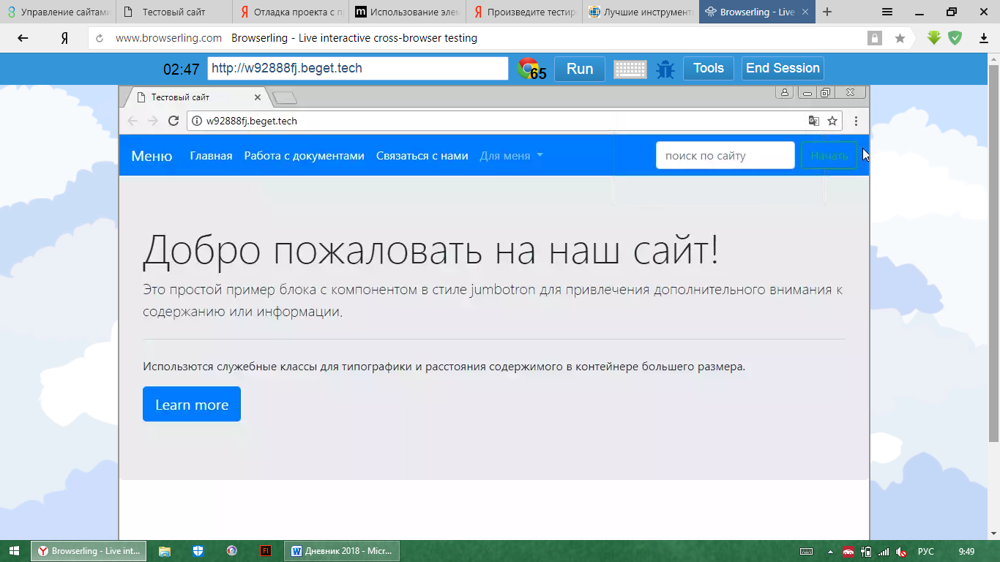 Управление сайтами
Тестовый сайт
Отладка проекта с п
Использование элем
Произведите тестир
Лучшие инструмент
Browserling - Live
www.browserling.com Browserling - Live interactive cross-browser testing
02:47 http://w92888fj.beget.tech 65 Run Tools End Session
Тестовый сайт
w92888fj.beget.tech
Меню Главная Работа с документами Связаться с нами Для меня поиск по сайту Начать
Добро пожаловать на наш сайт!
Это простой пример блока с компонентом в стиле jumbotron для привлечения дополнительного внимания к
содержанию или информации.
Использются служебные классы для типографики и расстояния содержимого в контейнере большего размера.
Learn more
Browserling - Live int... Дневник 2018 - Micr... РУС 9:49